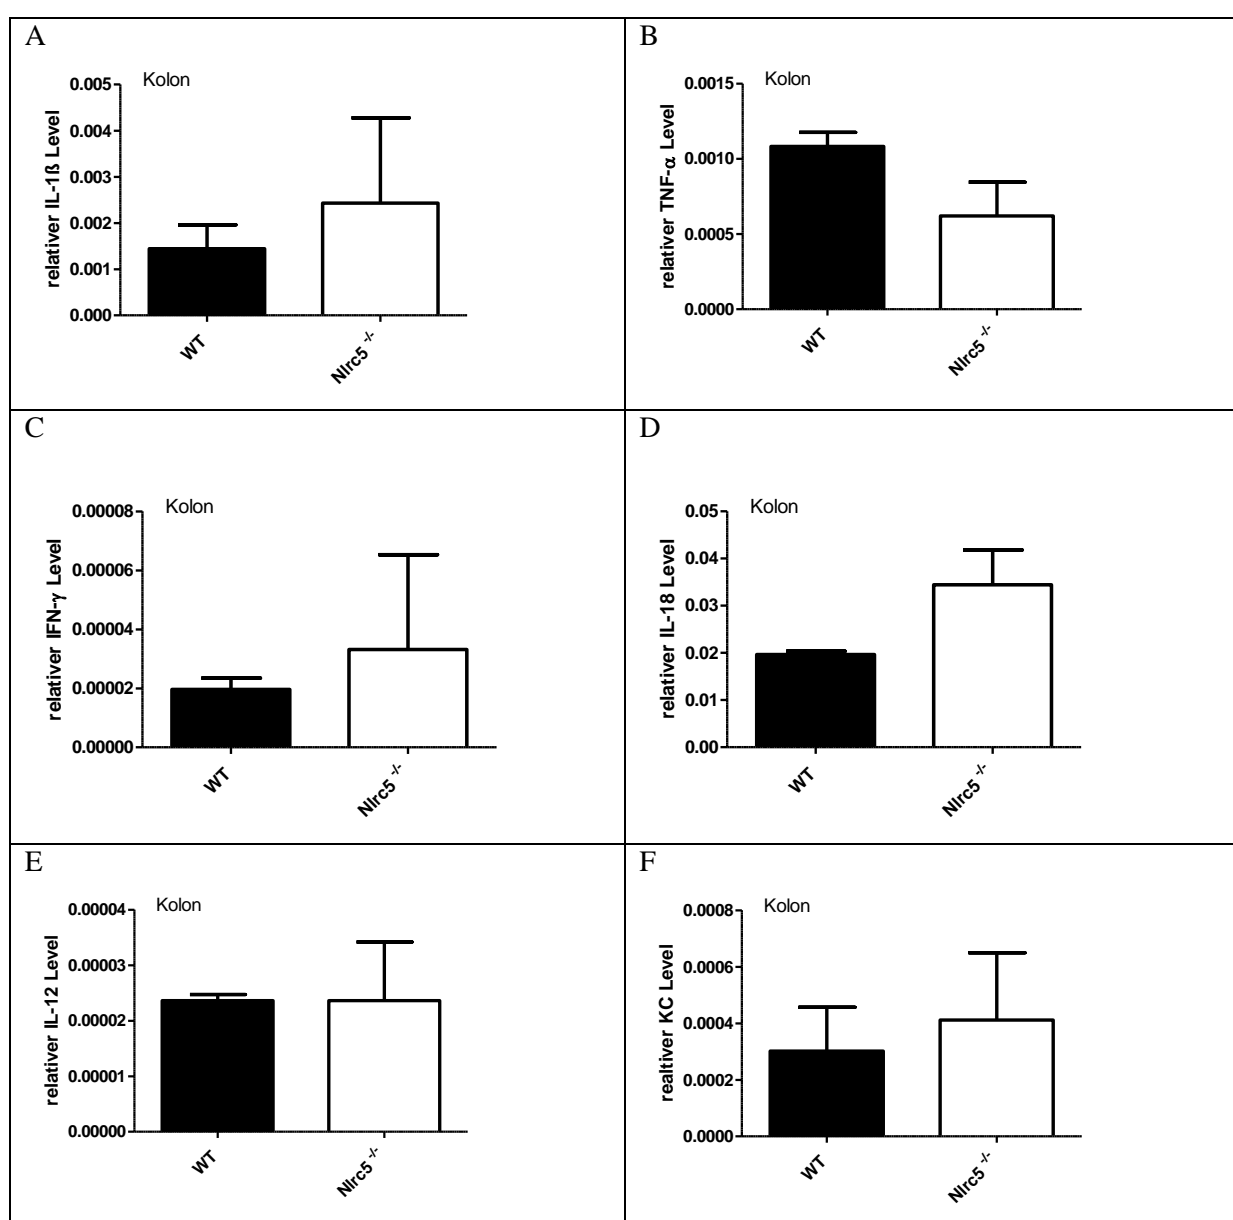 A
Kolon
relativer IL-1ß Level
0.005
0.004
0.003
0.002
0.001
0.000
WT
Nlrc5 -/-
B
Kolon
relativer TNF-α Level
0.0015
0.0010
0.0005
0.0000
WT
Nlrc5 -/-
C
Kolon
relativer IFN-γ Level
0.00008
0.00006
0.00004
0.00002
0.00000
WT
Nlrc5 -/-
D
Kolon
relativer IL-18 Level
0.05
0.04
0.03
0.02
0.01
0.00
WT
Nlrc5 -/-
E
Kolon
relativer IL-12 Level
0.00004
0.00003
0.00002
0.00001
0.00000
WT
Nlrc5 -/-
F
Kolon
realtiver KC Level
0.0008
0.0006
0.0004
0.0002
0.0000
WT
Nlrc5 -/-